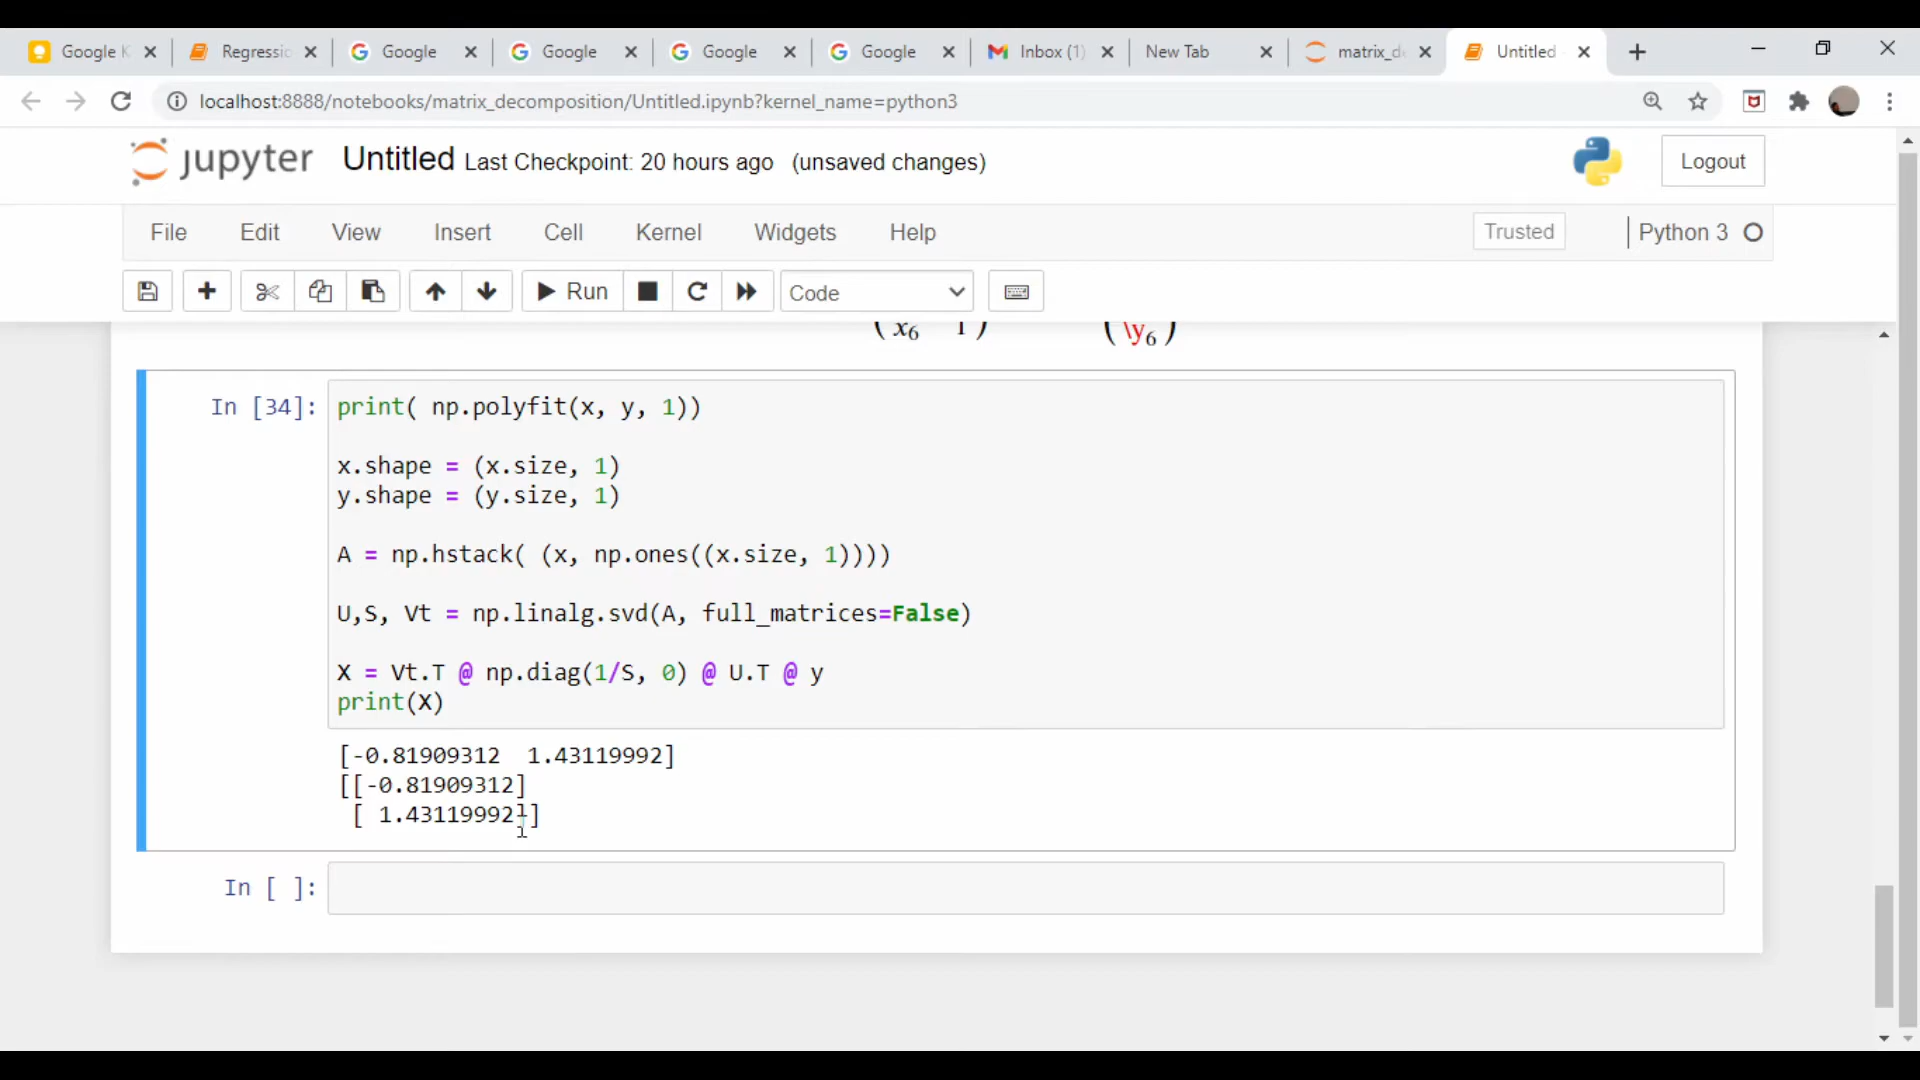 Google K
Regressio
Google
Google
Google
Google
Inbox (1)
New Tab
matrix_de
Untitled
localhost:8888/notebooks/matrix_decomposition/Untitled.ipynb?kernel_name=python3
jupyter Untitled Last Checkpoint: 20 hours ago (unsaved changes)
Logout
File Edit View Insert Cell Kernel Widgets Help
Trusted
Python 3
Run
Code
( x6 1 ) ( \y6 )
In [34]:
print( np.polyfit(x, y, 1))
x.shape = (x.size, 1)
y.shape = (y.size, 1)
A = np.hstack( (x, np.ones((x.size, 1))))
U,S, Vt = np.linalg.svd(A, full_matrices=False)
X = Vt.T @ np.diag(1/S, 0) @ U.T @ y
print(X)
[-0.81909312  1.43119992]
[[-0.81909312]
[ 1.43119992]]
In [ ]: